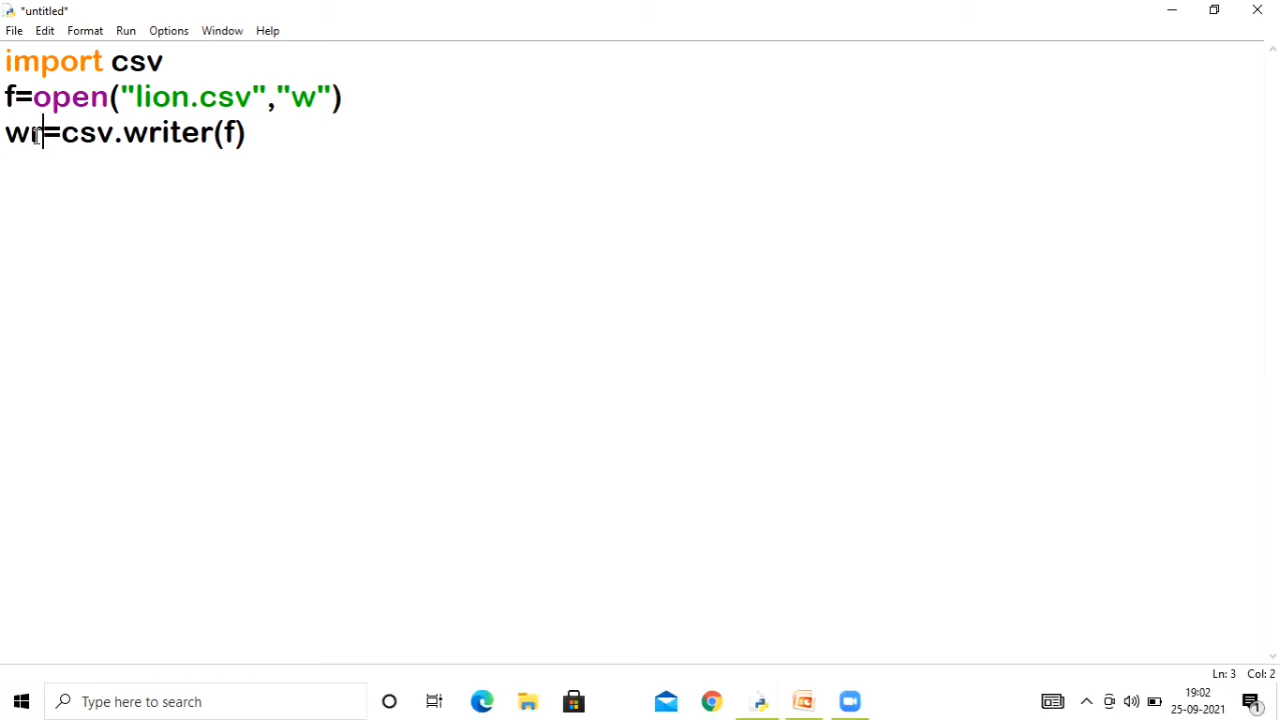 *untitled*
File Edit Format Run Options Window Help
import csv
f=open("lion.csv","w")
wr=csv.writer(f)
Ln: 3 Col: 2
Type here to search
19:02
25-09-2021
1